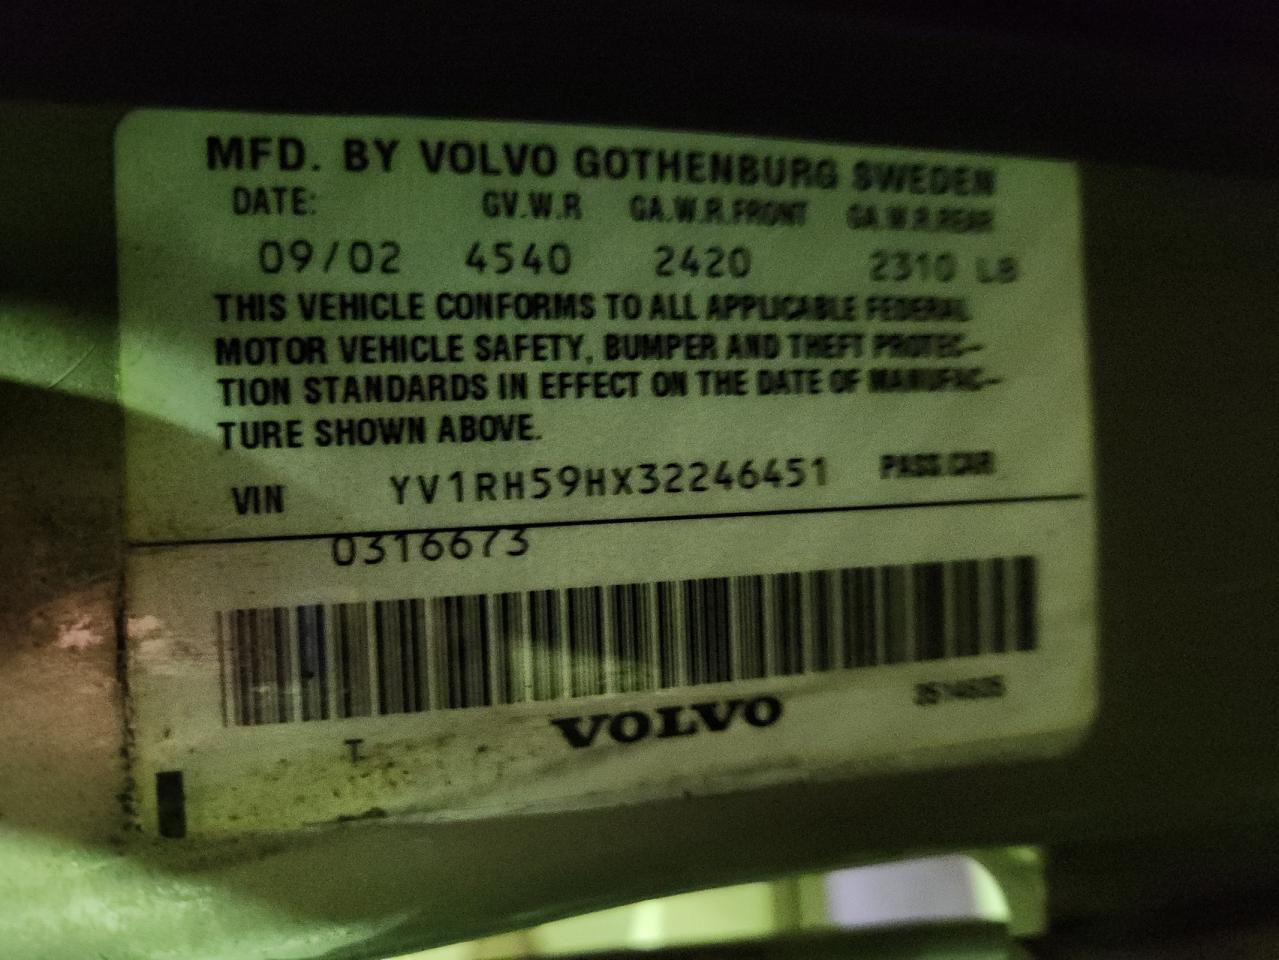 MFD. BY VOLVO GOTHENBURG SWEDEN
DATE: GV.W.R GA.W.R.FRONT GA.W.R.REAR
09/02 4540 2420 2310 LB
THIS VEHICLE CONFORMS TO ALL APPLICABLE FEDERAL
MOTOR VEHICLE SAFETY, BUMPER AND THEFT PROTEC–
TION STANDARDS IN EFFECT ON THE DATE OF MANUFAC–
TURE SHOWN ABOVE.
VIN YV1RH59HX32246451 PASS CAR
0316673
VOLVO
T